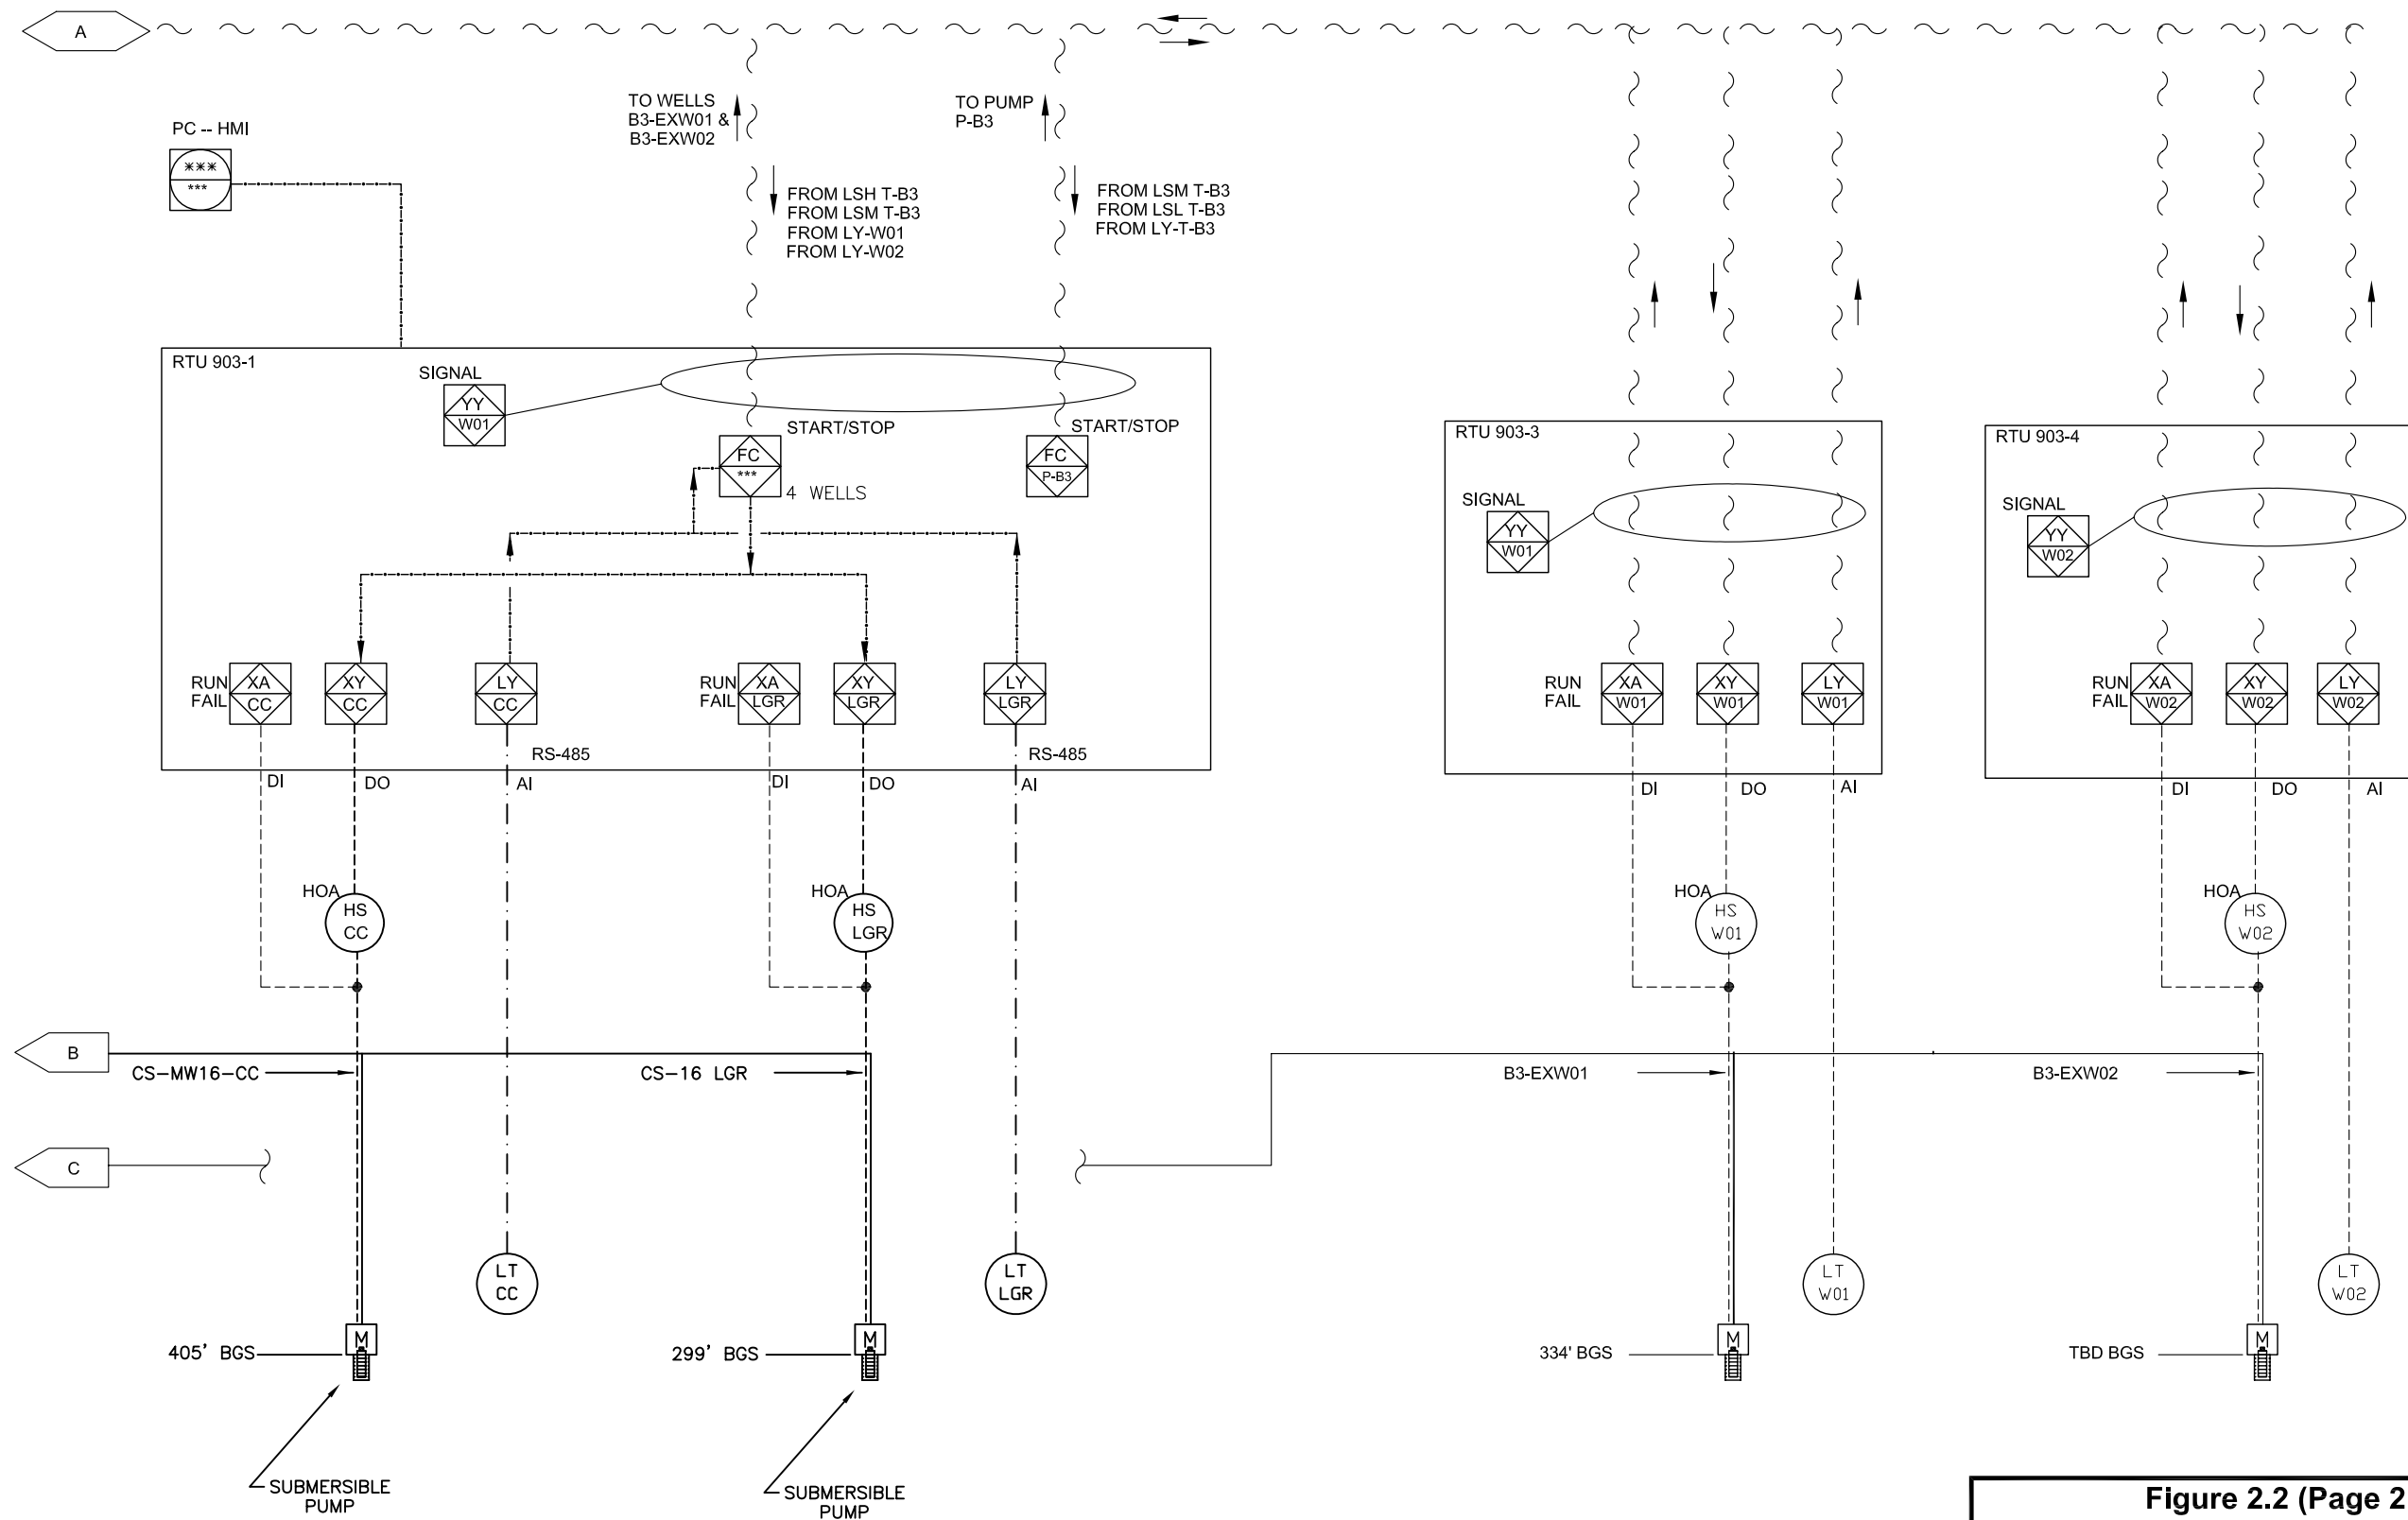 A
TO WELLS
B3-EXW01 &
B3-EXW02
TO PUMP
P-B3
PC -- HMI
***
***
FROM LSH T-B3
FROM LSM T-B3
FROM LY-W01
FROM LY-W02
FROM LSM T-B3
FROM LSL T-B3
FROM LY-T-B3
RTU 903-1
SIGNAL
YY
W01
START/STOP
FC
***
4 WELLS
START/STOP
FC
P-B3
RUN
FAIL
XA
CC
XY
CC
LY
CC
RS-485
RUN
FAIL
XA
LGR
XY
LGR
LY
LGR
RS-485
DI
DO
AI
DI
DO
AI
RTU 903-3
SIGNAL
YY
W01
RUN
FAIL
XA
W01
XY
W01
LY
W01
DI
DO
AI
RTU 903-4
SIGNAL
YY
W02
RUN
FAIL
XA
W02
XY
W02
LY
W02
DI
DO
AI
HOA
HS
CC
HOA
HS
LGR
HOA
HS
W01
HOA
HS
W02
B
CS-MW16-CC
CS-16 LGR
B3-EXW01
B3-EXW02
C
LT
CC
LT
LGR
LT
W01
LT
W02
M
405' BGS
M
299' BGS
M
334' BGS
M
TBD BGS
SUBMERSIBLE
PUMP
SUBMERSIBLE
PUMP
Figure 2.2 (Page 2